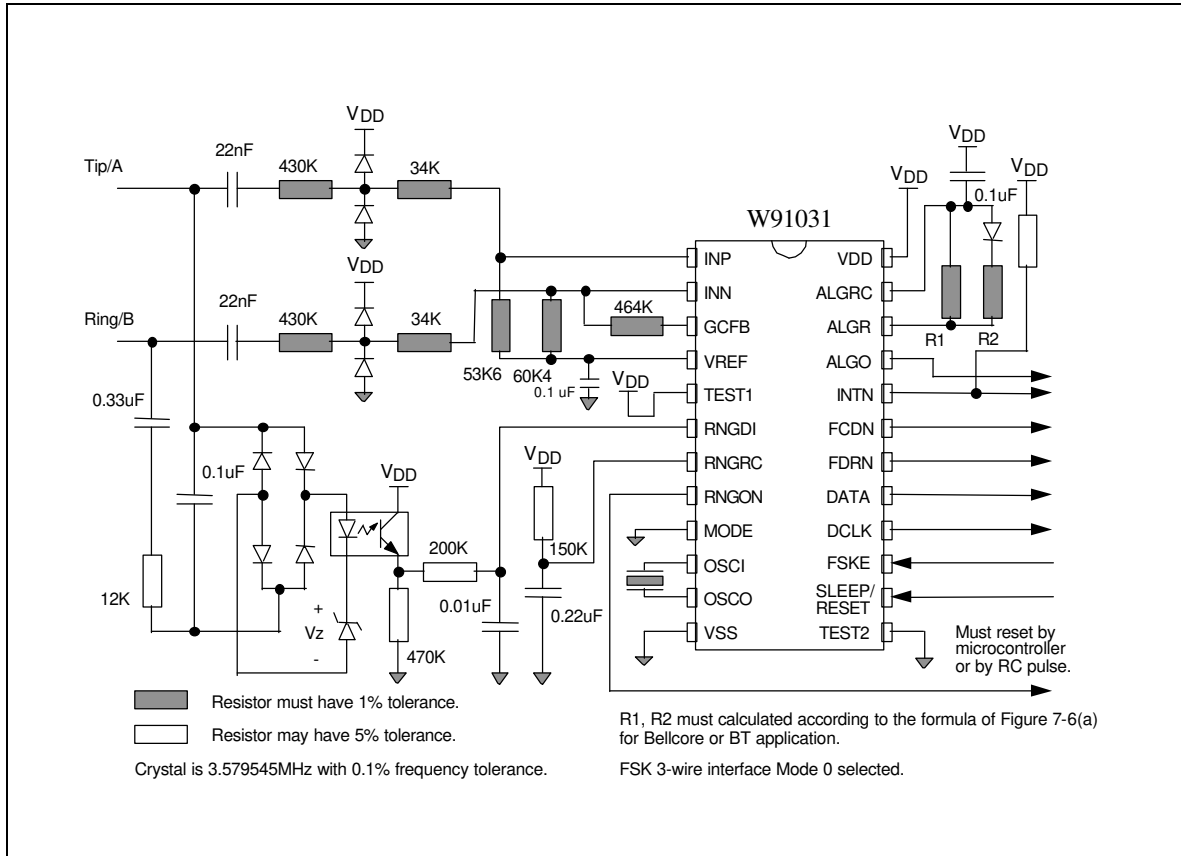 VDD
22nF
430K
34K
Tip/A
VDD
0.1uF
VDD
VDD
W91031
INP
VDD
VDD
22nF
430K
34K
Ring/B
INN
464K
GCFB
53K6
60K4
0.1 uF
VREF
ALGRC
ALGR
R1
R2
ALGO
VDD
TEST1
INTN
0.33uF
RNGDI
FCDN
0.1uF
VDD
VDD
RNGRC
FDRN
RNGON
DATA
MODE
DCLK
200K
150K
OSCI
FSKE
12K
+
Vz
-
470K
0.01uF
0.22uF
OSCO
SLEEP/
RESET
VSS
TEST2
Must reset by
microcontroller
or by RC pulse.
Resistor must have 1% tolerance.
Resistor may have 5% tolerance.
Crystal is 3.579545MHz with 0.1% frequency tolerance.
R1, R2 must calculated according to the formula of Figure 7-6(a)
for Bellcore or BT application.
FSK 3-wire interface Mode 0 selected.